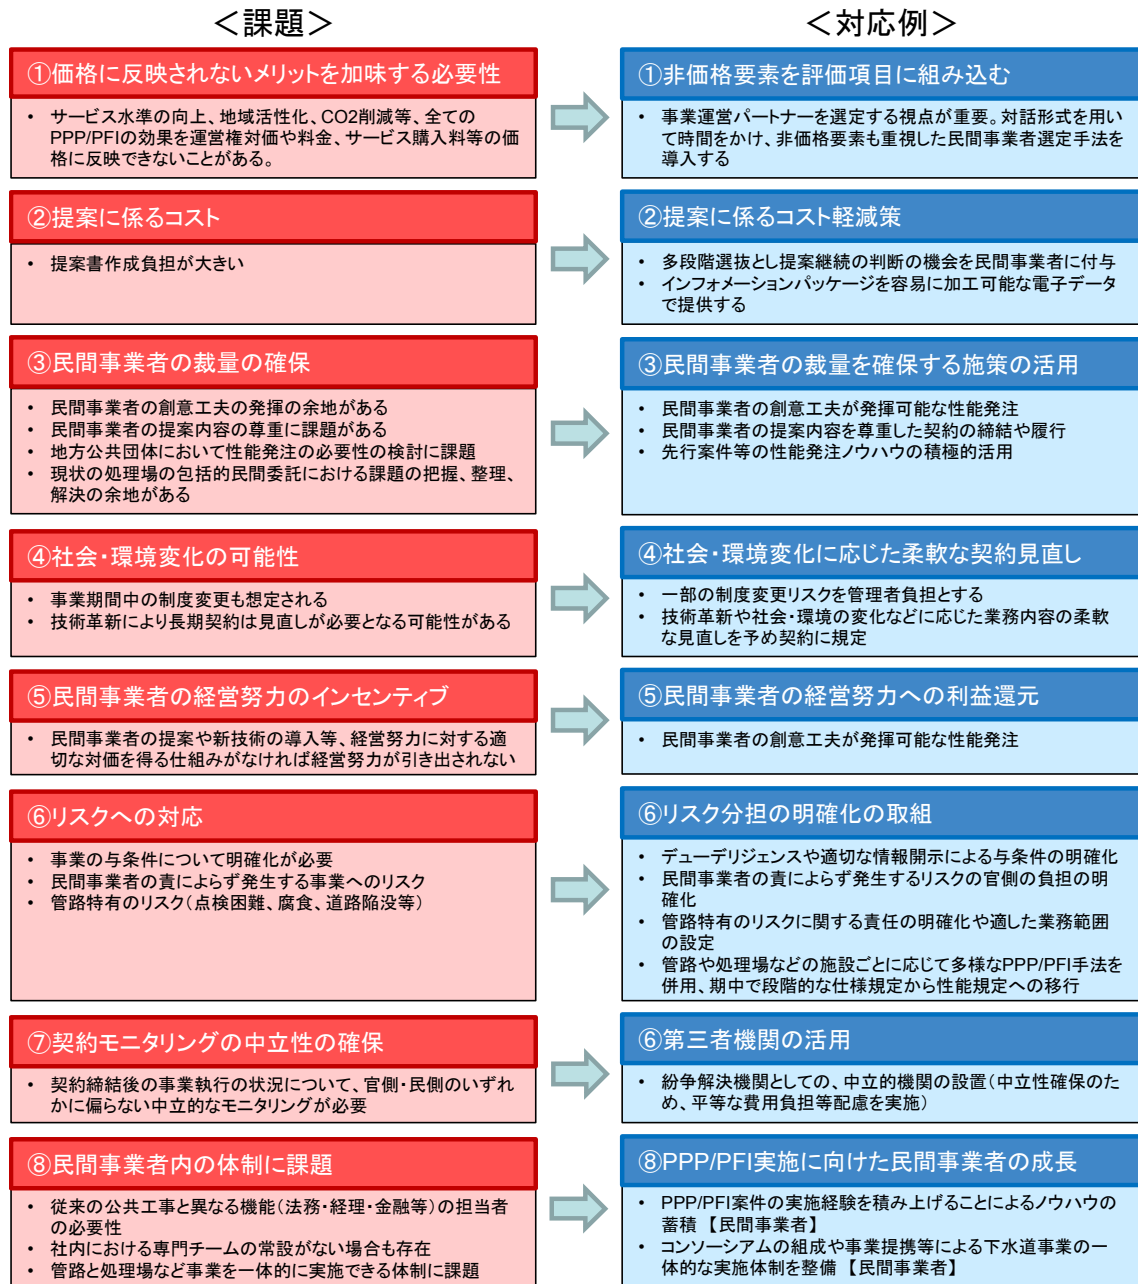 ＜課題＞
＜対応例＞
①価格に反映されないメリットを加味する必要性
• サービス水準の向上、地域活性化、CO2削減等、全ての
PPP/PFIの効果を運営権対価や料金、サービス購入料等の価
格に反映できないことがある。
①非価格要素を評価項目に組み込む
• 事業運営パートナーを選定する視点が重要。対話形式を用い
て時間をかけ、非価格要素も重視した民間事業者選定手法を
導入する
②提案に係るコスト
• 提案書作成負担が大きい
②提案に係るコスト軽減策
• 多段階選抜とし提案継続の判断の機会を民間事業者に付与
• インフォメーションパッケージを容易に加工可能な電子データ
で提供する
③民間事業者の裁量の確保
• 民間事業者の創意工夫の発揮の余地がある
• 民間事業者の提案内容の尊重に課題がある
• 地方公共団体において性能発注の必要性の検討に課題
• 現状の処理場の包括的民間委託における課題の把握、整理、
解決の余地がある
③民間事業者の裁量を確保する施策の活用
• 民間事業者の創意工夫が発揮可能な性能発注
• 民間事業者の提案内容を尊重した契約の締結や履行
• 先行案件等の性能発注ノウハウの積極的活用
④社会・環境変化の可能性
• 事業期間中の制度変更も想定される
• 技術革新により長期契約は見直しが必要となる可能性がある
④社会・環境変化に応じた柔軟な契約見直し
• 一部の制度変更リスクを管理者負担とする
• 技術革新や社会・環境の変化などに応じた業務内容の柔軟
な見直しを予め契約に規定
⑤民間事業者の経営努力のインセンティブ
• 民間事業者の提案や新技術の導入等、経営努力に対する適
切な対価を得る仕組みがなければ経営努力が引き出されない
⑤民間事業者の経営努力への利益還元
• 民間事業者の創意工夫が発揮可能な性能発注
⑥リスクへの対応
• 事業の与条件について明確化が必要
• 民間事業者の責によらず発生する事業へのリスク
• 管路特有のリスク（点検困難、腐食、道路陥没等）
⑥リスク分担の明確化の取組
• デューデリジェンスや適切な情報開示による与条件の明確化
• 民間事業者の責によらず発生するリスクの官側の負担の明
確化
• 管路特有のリスクに関する責任の明確化や適した業務範囲
の設定
• 管路や処理場などの施設ごとに応じて多様なPPP/PFI手法を
併用、期中で段階的な仕様規定から性能規定への移行
⑦契約モニタリングの中立性の確保
• 契約締結後の事業執行の状況について、官側・民側のいずれ
かに偏らない中立的なモニタリングが必要
⑥第三者機関の活用
• 紛争解決機関としての、中立的機関の設置（中立性確保のた
め、平等な費用負担等配慮を実施）
⑧民間事業者内の体制に課題
• 従来の公共工事と異なる機能（法務・経理・金融等）の担当者
の必要性
• 社内における専門チームの常設がない場合も存在
• 管路と処理場など事業を一体的に実施できる体制に課題
⑧PPP/PFI実施に向けた民間事業者の成長
• PPP/PFI案件の実施経験を積み上げることによるノウハウの
蓄積 【民間事業者】
• コンソーシアムの組成や事業提携等による下水道事業の一
体的な実施体制を整備 【民間事業者】